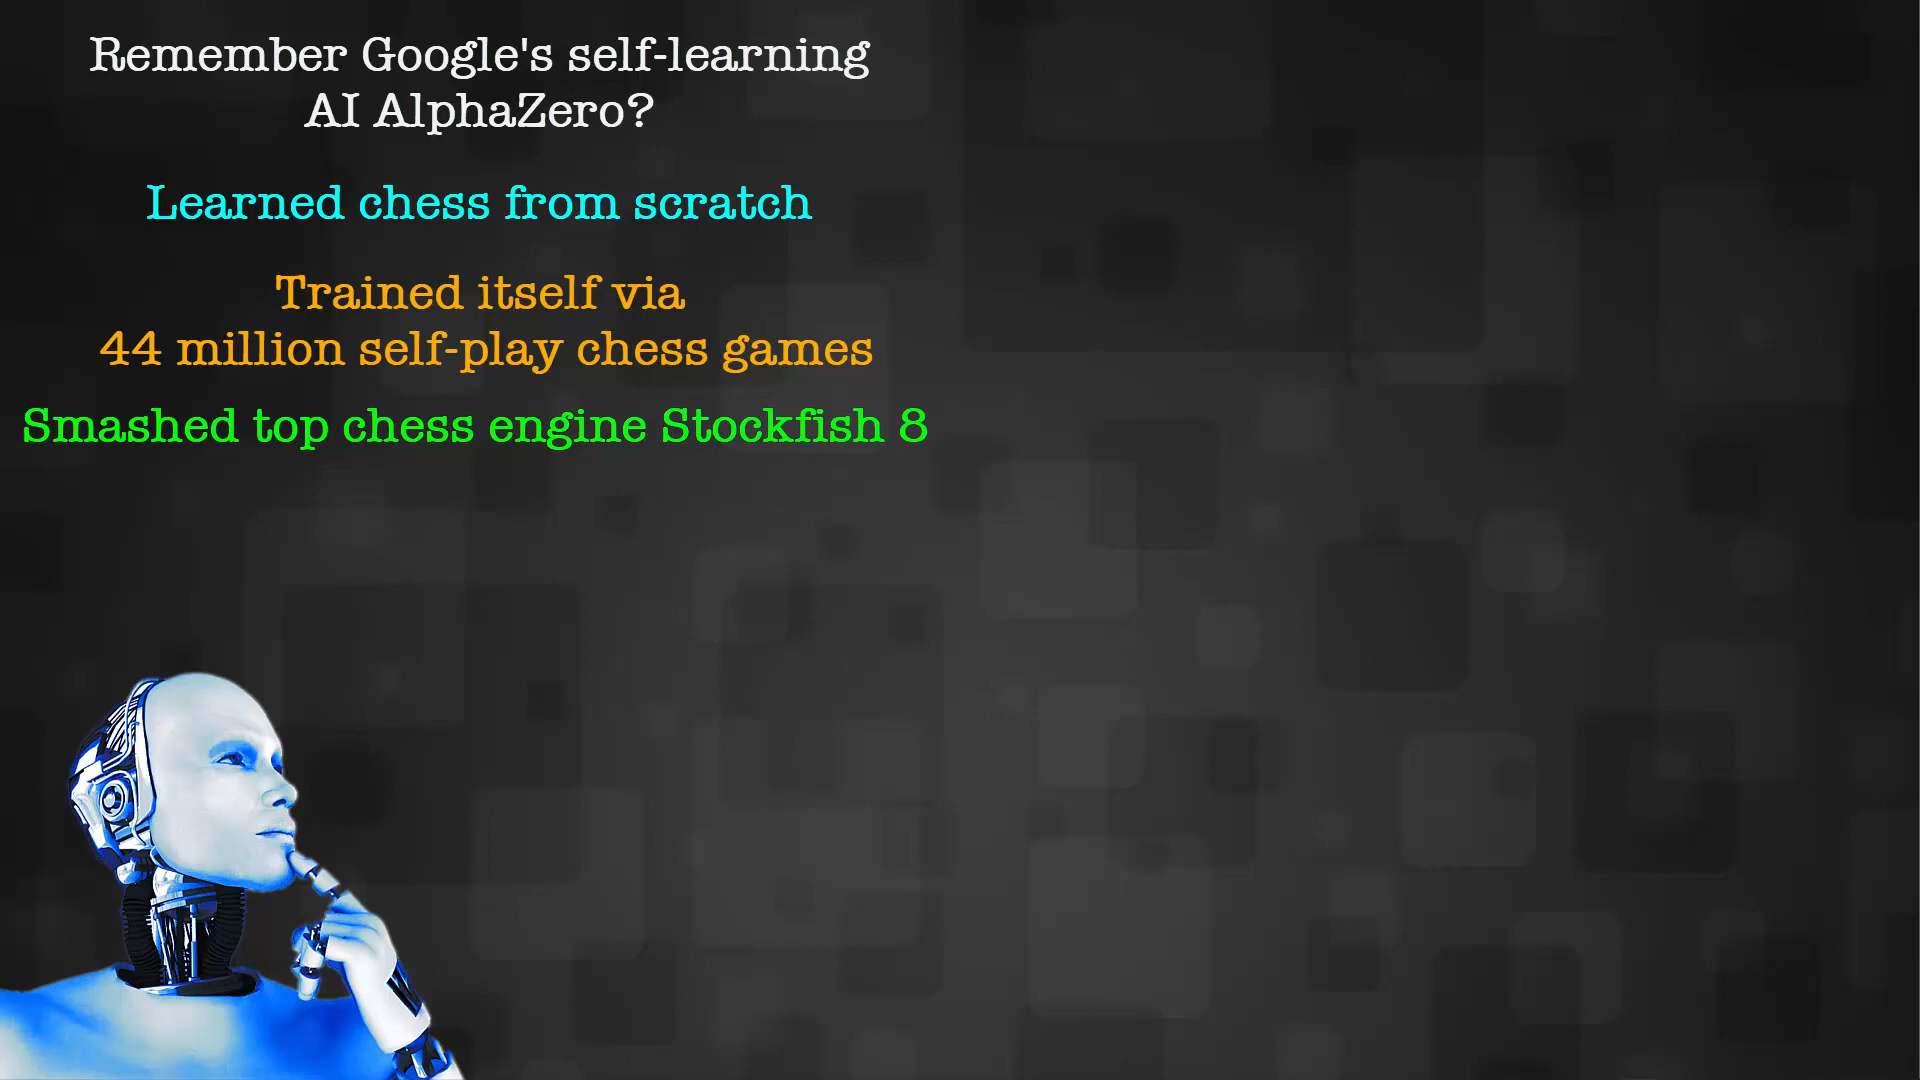 Remember Google's self-learning
AI AlphaZero?
Learned chess from scratch
Trained itself via
44 million self-play chess games
Smashed top chess engine Stockfish 8